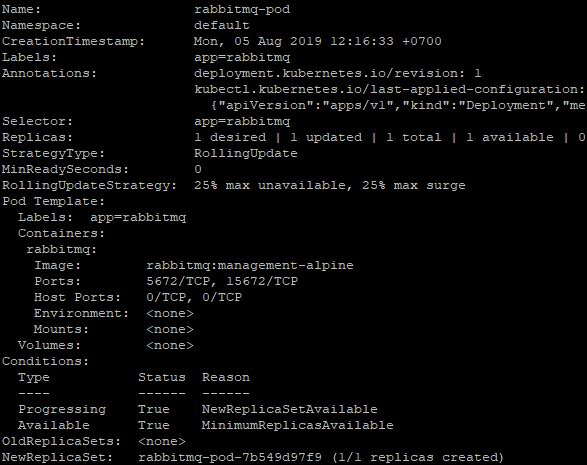 Name:                   rabbitmq-pod
Namespace:              default
CreationTimestamp:      Mon, 05 Aug 2019 12:16:33 +0700
Labels:                 app=rabbitmq
Annotations:            deployment.kubernetes.io/revision: 1
                        kubectl.kubernetes.io/last-applied-configuration:
                          {"apiVersion":"apps/v1","kind":"Deployment","me
Selector:               app=rabbitmq
Replicas:               1 desired | 1 updated | 1 total | 1 available | 0
StrategyType:           RollingUpdate
MinReadySeconds:        0
RollingUpdateStrategy:  25% max unavailable, 25% max surge
Pod Template:
  Labels:  app=rabbitmq
  Containers:
   rabbitmq:
    Image:        rabbitmq:management-alpine
    Ports:        5672/TCP, 15672/TCP
    Host Ports:   0/TCP, 0/TCP
    Environment:  <none>
    Mounts:       <none>
  Volumes:        <none>
Conditions:
  Type           Status  Reason
  ----           ------  ------
  Progressing    True    NewReplicaSetAvailable
  Available      True    MinimumReplicasAvailable
OldReplicaSets:  <none>
NewReplicaSet:   rabbitmq-pod-7b549d97f9 (1/1 replicas created)